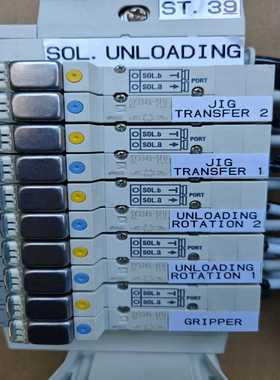 ST. 39
SOL. UNLOADING
SOL.b
SOL.a
PORT
JIG
TRANSFER 2
SOL.b
SOL.a
PORT
JIG
TRANSFER 1
SOL.b
SOL.a
PORT
UNLOADING
ROTATION 2
SOL.b
SOL.a
PORT
UNLOADING
ROTATION 1
SOL.b
SOL.a
PORT
GRIPPER